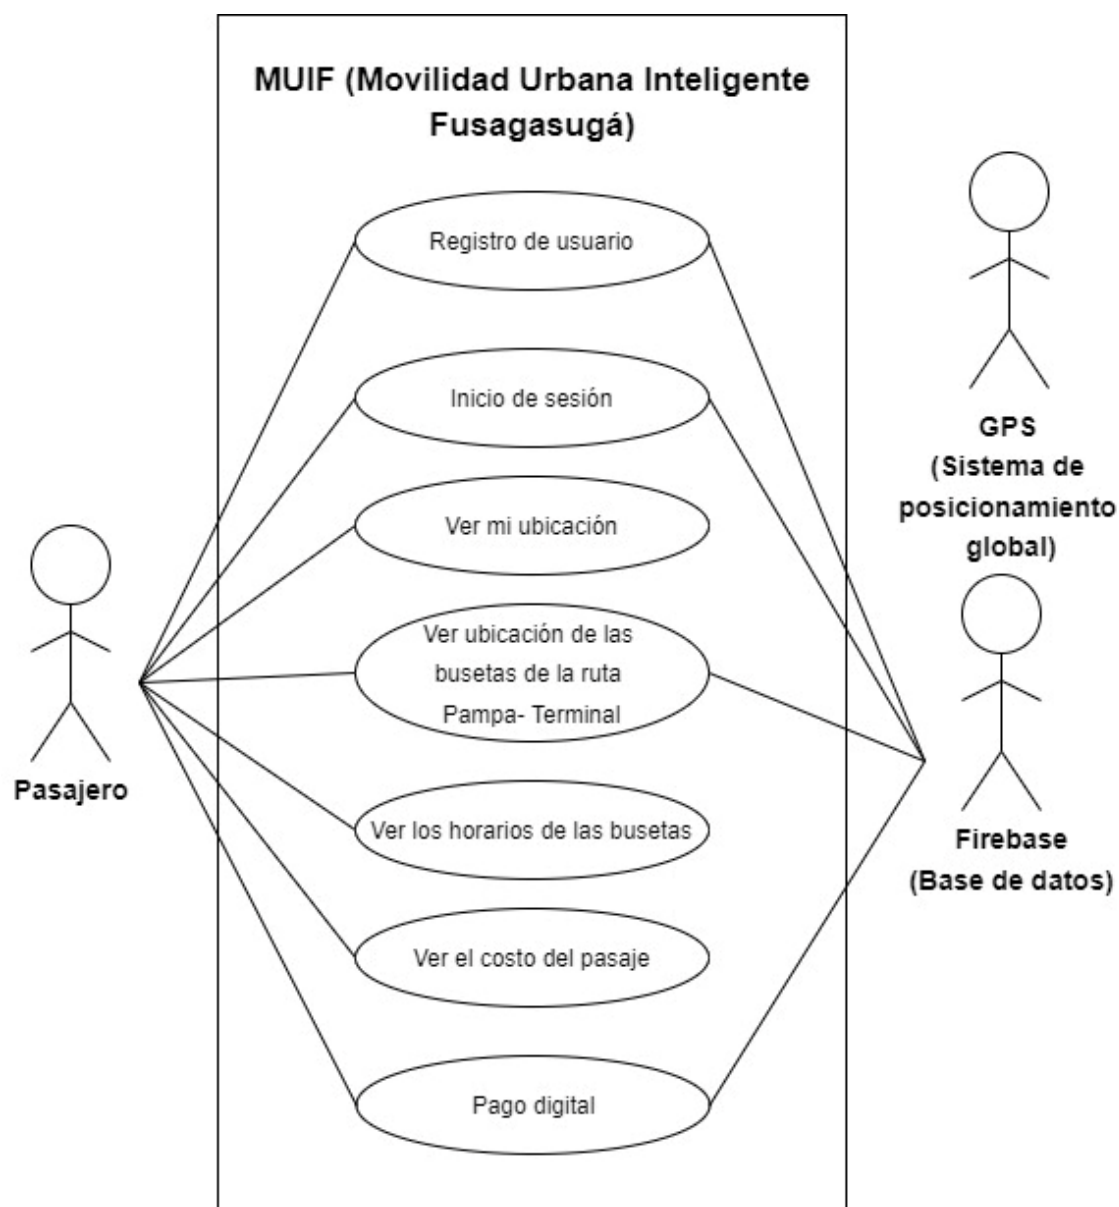 MUIF (Movilidad Urbana Inteligente
Fusagasugá)
Registro de usuario
Inicio de sesión
Ver mi ubicación
Ver ubicación de las
busetas de la ruta
Pampa- Terminal
Ver los horarios de las busetas
Ver el costo del pasaje
Pago digital
Pasajero
GPS
(Sistema de
posicionamiento
global)
Firebase
(Base de datos)